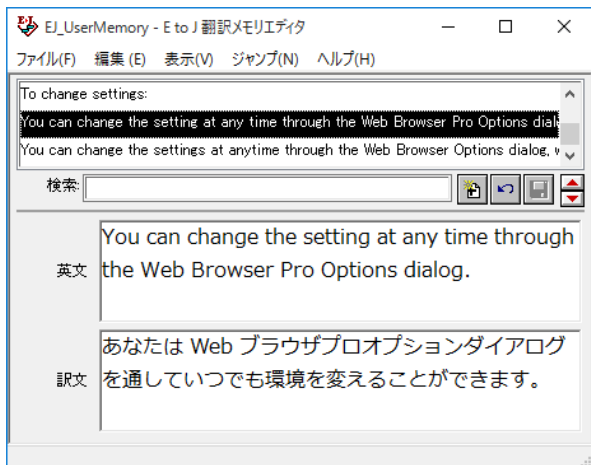 EJ_UserMemory - E to J 翻訳メモリエディタ
ファイル(F) 編集 (E) 表示(V) ジャンプ(N) ヘルプ(H)
To change settings:
You can change the setting at any time through the Web Browser Pro Options dial
You can change the settings at anytime through the Web Browser Options dialog, w
検索:
英文
You can change the setting at any time through
the Web Browser Pro Options dialog.
訳文
あなたは Web ブラウザプロオプションダイアログ
を通していつでも環境を変えることができます。